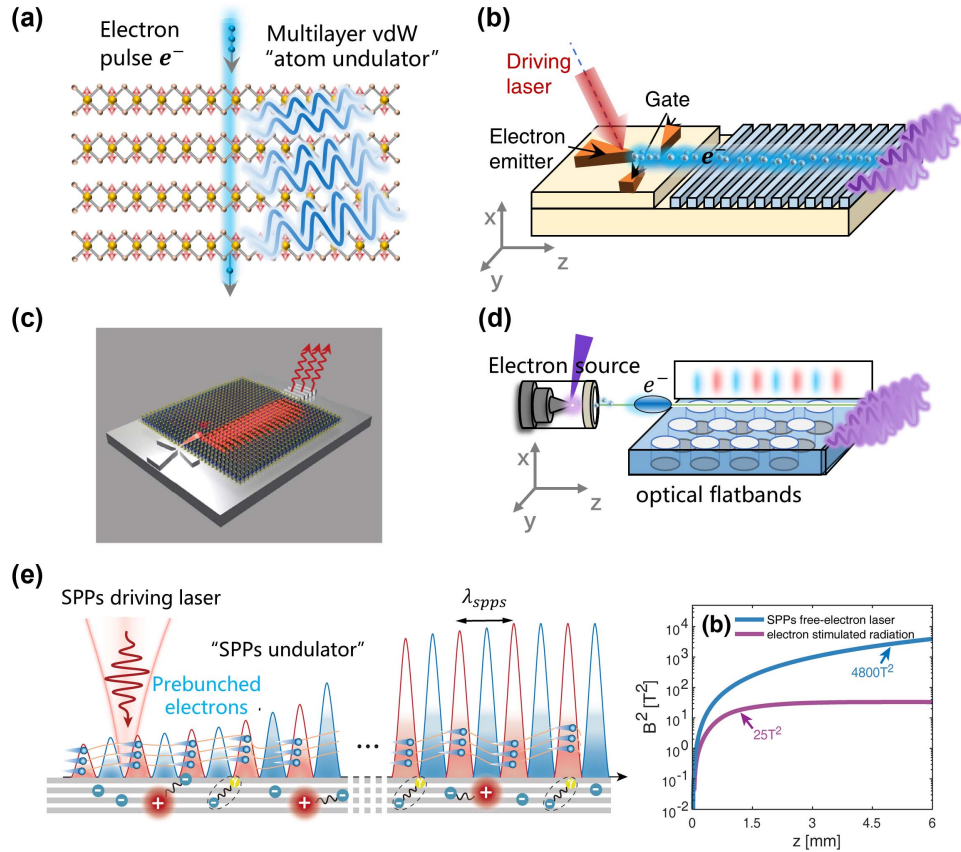 (a)
Electron
pulse e⁻
Multilayer vdW
“atom undulator”
(b)
Driving
laser
Gate
Electron
emitter
e⁻
x
y
z
(c)
(d)
Electron source
e⁻
x
y
z
optical flatbands
(e)
SPPs driving laser
“SPPs undulator”
Prebunched
electrons
λspps
...
(b)
SPPs free-electron laser
electron stimulated radiation
4800T²
25T²
B² [T²]
10⁴
10³
10²
10¹
10⁰
10⁻¹
10⁻²
0 1.5 3 4.5 6
z [mm]